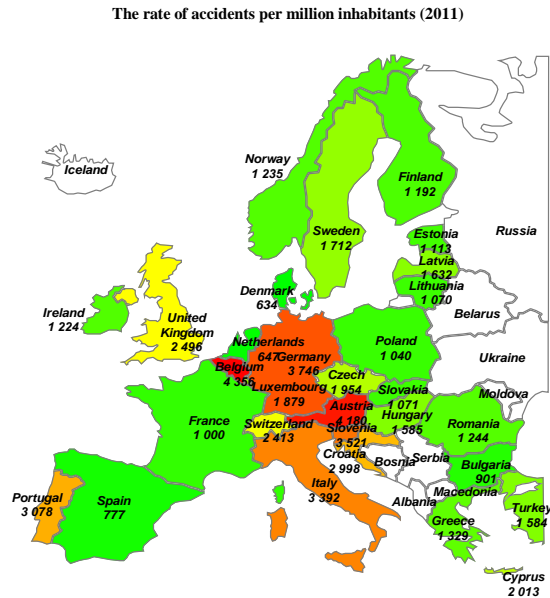 The rate of accidents per million inhabitants (2011)
Iceland
Norway
1 235
Finland
1 192
Sweden
1 712
Russia
Estonia
1 113
Latvia
1 632
Lithuania
1 070
Denmark
634
Belarus
Ireland
1 224
United
Kingdom
2 496
Netherlands
647
Germany
3 746
Poland
1 040
Ukraine
Belgium
4 356
Czech
1 954
Luxembourg
1 879
Slovakia
1 071
Moldova
Austria
4 180
Hungary
1 585
France
1 000
Switzerland
2 413
Slovenia
3 521
Romania
1 244
Croatia
2 998
Bosnia
Serbia
Bulgaria
901
Italy
3 392
Portugal
3 078
Spain
777
Macedonia
Albania
Turkey
1 584
Greece
1 329
Cyprus
2 013